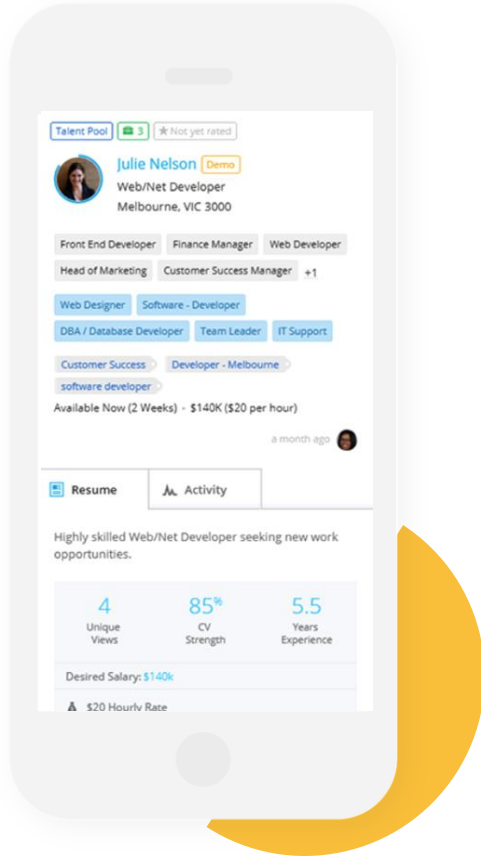 Talent Pool 3 Not yet rated
Julie Nelson Demo
Web/Net Developer
Melbourne, VIC 3000
Front End Developer Finance Manager Web Developer
Head of Marketing Customer Success Manager +1
Web Designer Software - Developer
DBA / Database Developer Team Leader IT Support
Customer Success Developer - Melbourne
software developer
Available Now (2 Weeks) - $140K ($20 per hour)
a month ago
Resume Activity
Highly skilled Web/Net Developer seeking new work
opportunities.
4 85% 5.5
Unique CV Years
Views Strength Experience
Desired Salary: $140k
$20 Hourly Rate